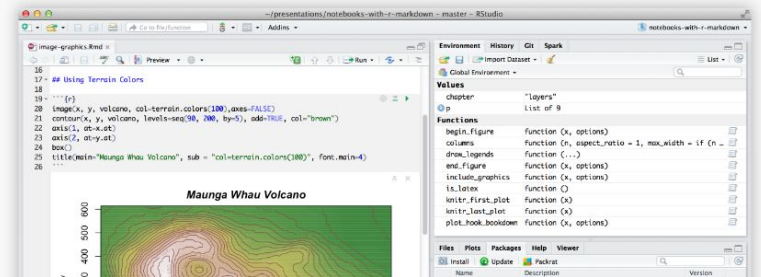 ~/presentations/notebooks-with-r-markdown - master - RStudio
Go to file/function Addins notebooks-with-r-markdown
image-graphics.Rmd
Preview Run
16
17 ## Using Terrain Colors
18
19 ```{r}
20 image(x, y, volcano, col=terrain.colors(100),axes=FALSE)
21 contour(x, y, volcano, levels=seq(90, 200, by=5), add=TRUE, col="brown")
22 axis(1, at=x.at)
23 axis(2, at=y.at)
24 box()
25 title(main="Maunga Whau Volcano", sub = "col=terrain.colors(100)", font.main=4)
26 ```
Maunga Whau Volcano
600
500
400
Environment History Git Spark
Import Dataset List
Global Environment
Values
chapter "layers"
p List of 9
Functions
begin_figure function (x, options)
columns function (n, aspect_ratio = 1, max_width = if (n …
draw_legends function (...)
end_figure function (x, options)
include_graphics function (x, options)
is_latex function ()
knitr_first_plot function (x)
knitr_last_plot function (x)
plot_hook_bookdown function (x, options)
Files Plots Packages Help Viewer
Install Update Packrat
Name Description Version